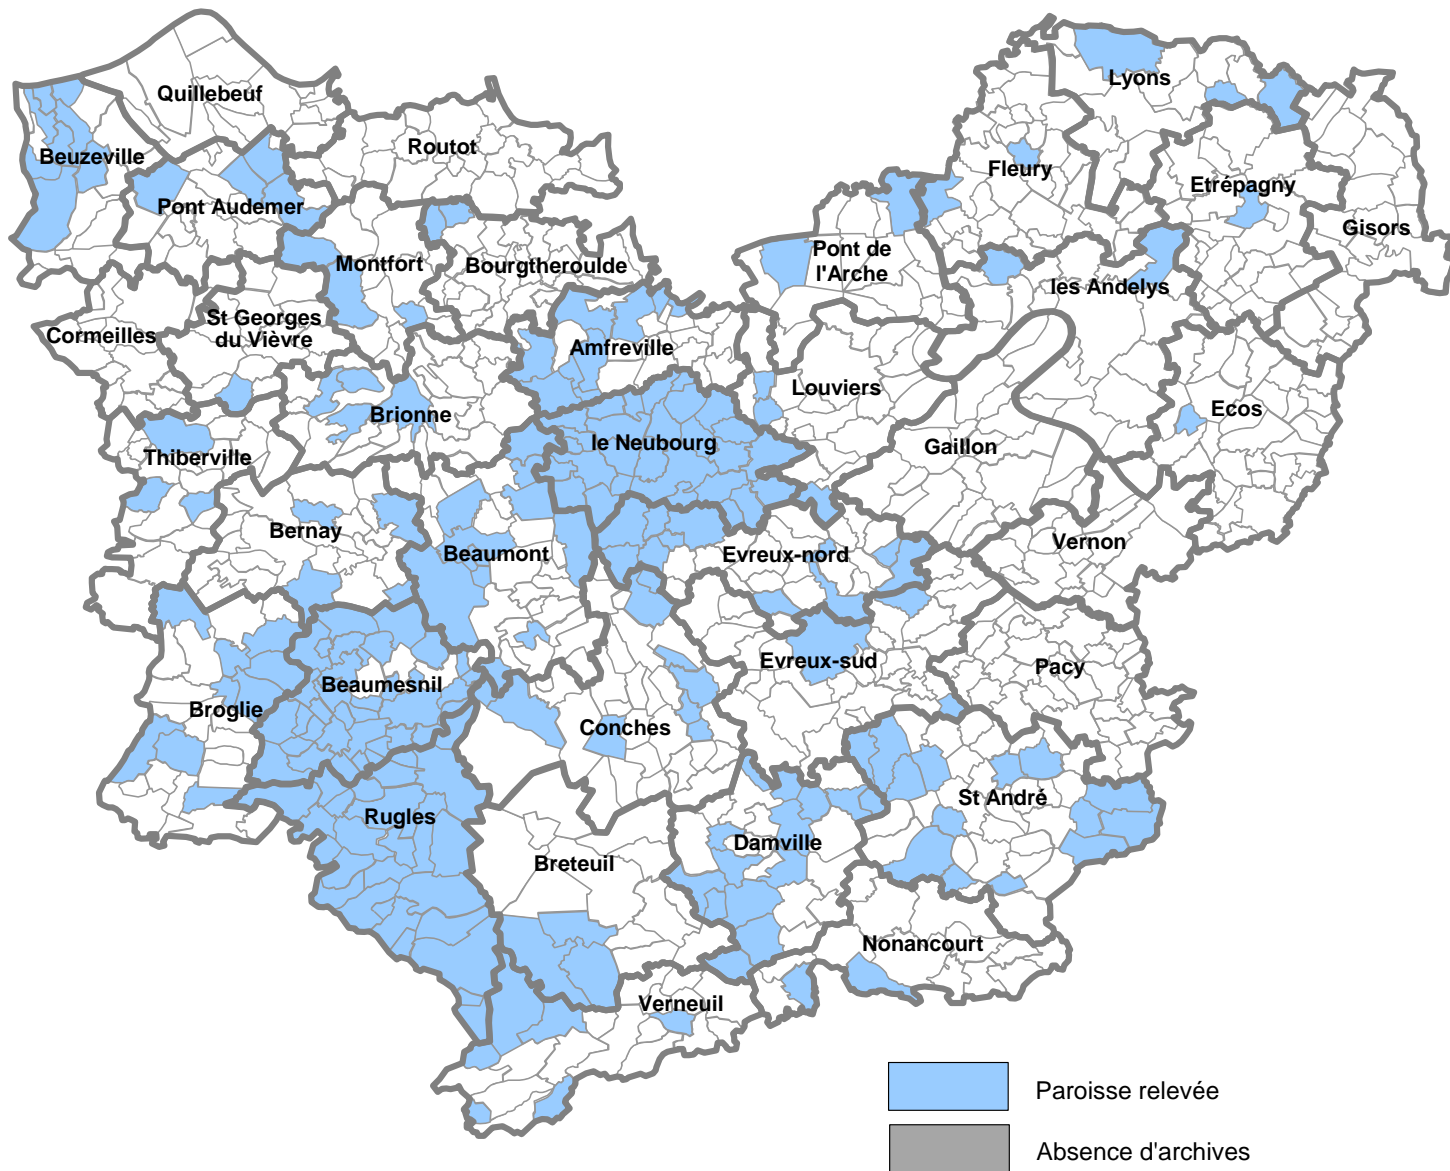 Quillebeuf
Lyons
Beuzeville
Routot
Fleury
Etrépagny
Pont Audemer
Gisors
Montfort
Bourgtheroulde
Pont de
l'Arche
les Andelys
Cormeilles
St Georges
du Vièvre
Amfreville
Louviers
Brionne
Ecos
Thiberville
le Neubourg
Gaillon
Bernay
Beaumont
Evreux-nord
Vernon
Evreux-sud
Pacy
Beaumesnil
Broglie
Conches
St André
Rugles
Damville
Breteuil
Nonancourt
Verneuil
Paroisse relevée
Absence d'archives